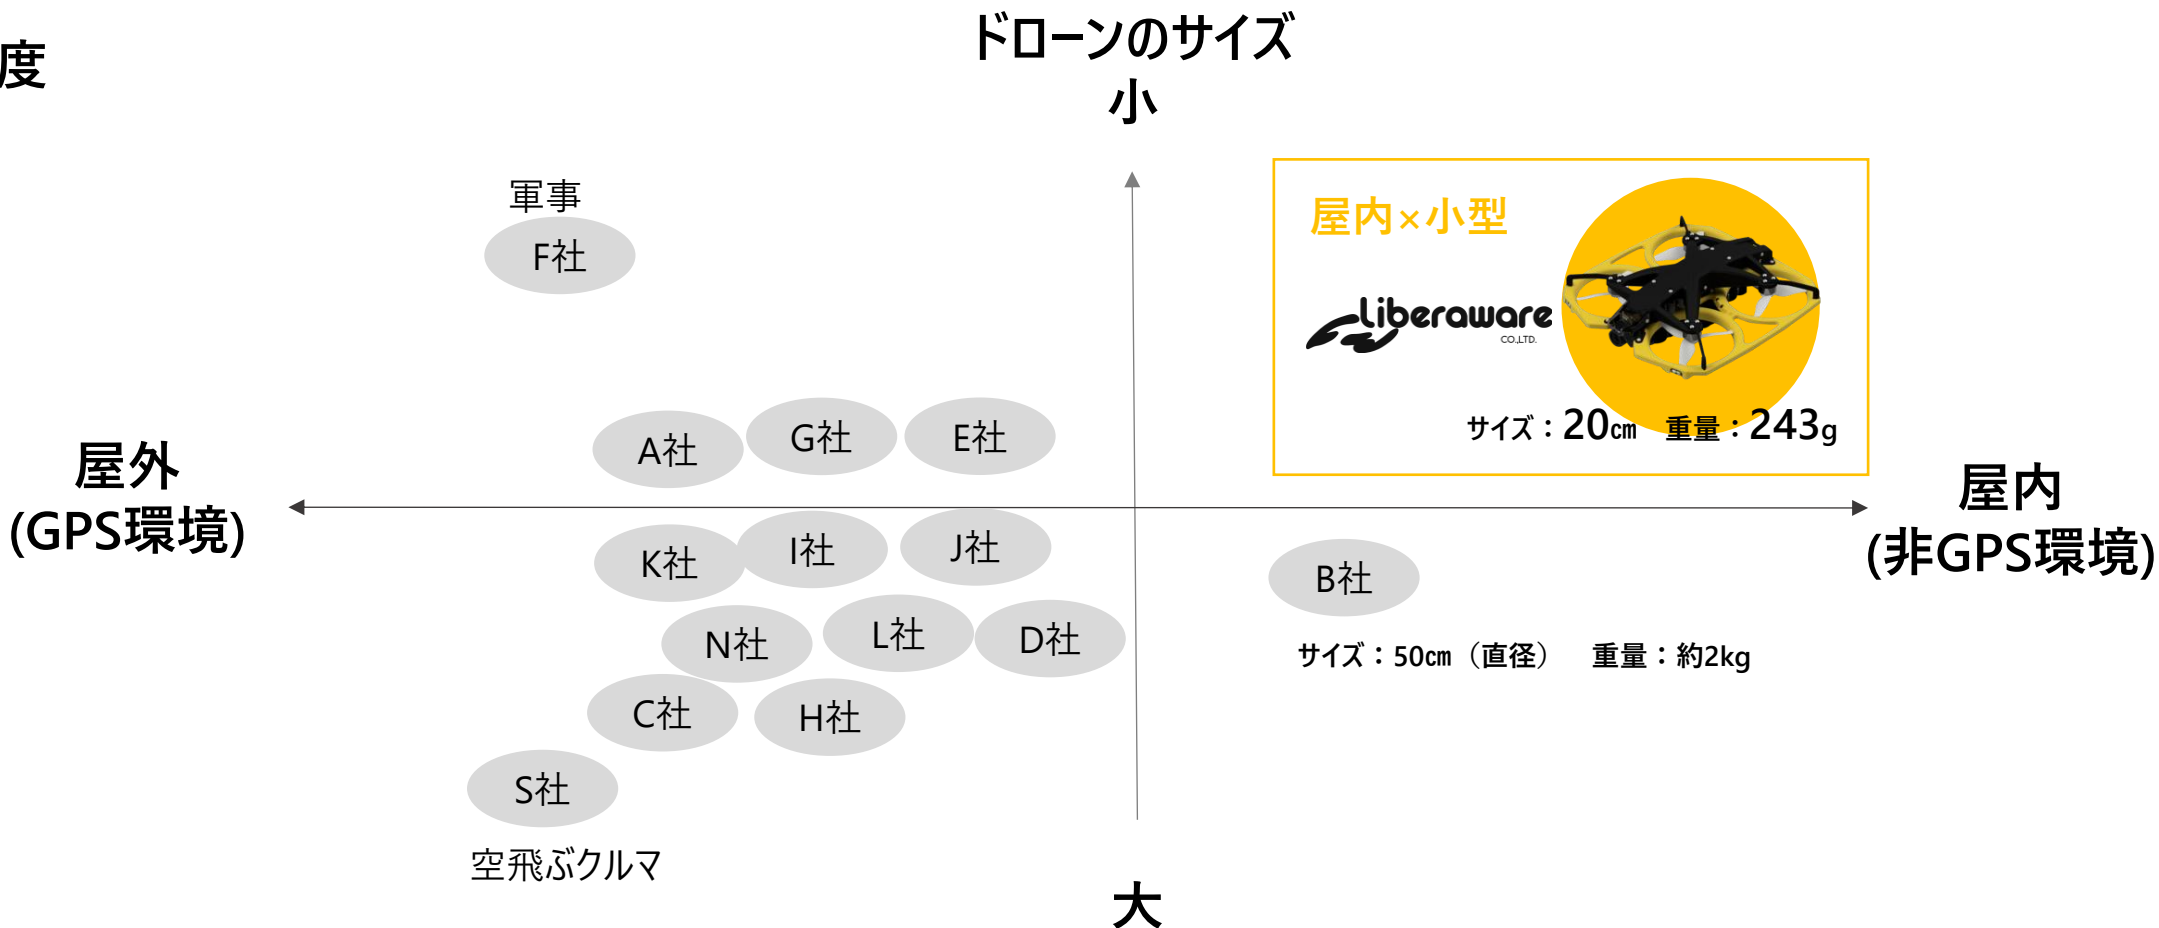 ドローンのサイズ
度
小
軍事
F社
屋内×小型
Liberaware
CO.,LTD.
サイズ：20㎝　重量：243g
A社
G社
E社
屋外
(GPS環境)
屋内
(非GPS環境)
K社
I社
J社
B社
サイズ：50㎝（直径）　重量：約2kg
N社
L社
D社
C社
H社
S社
空飛ぶクルマ
大